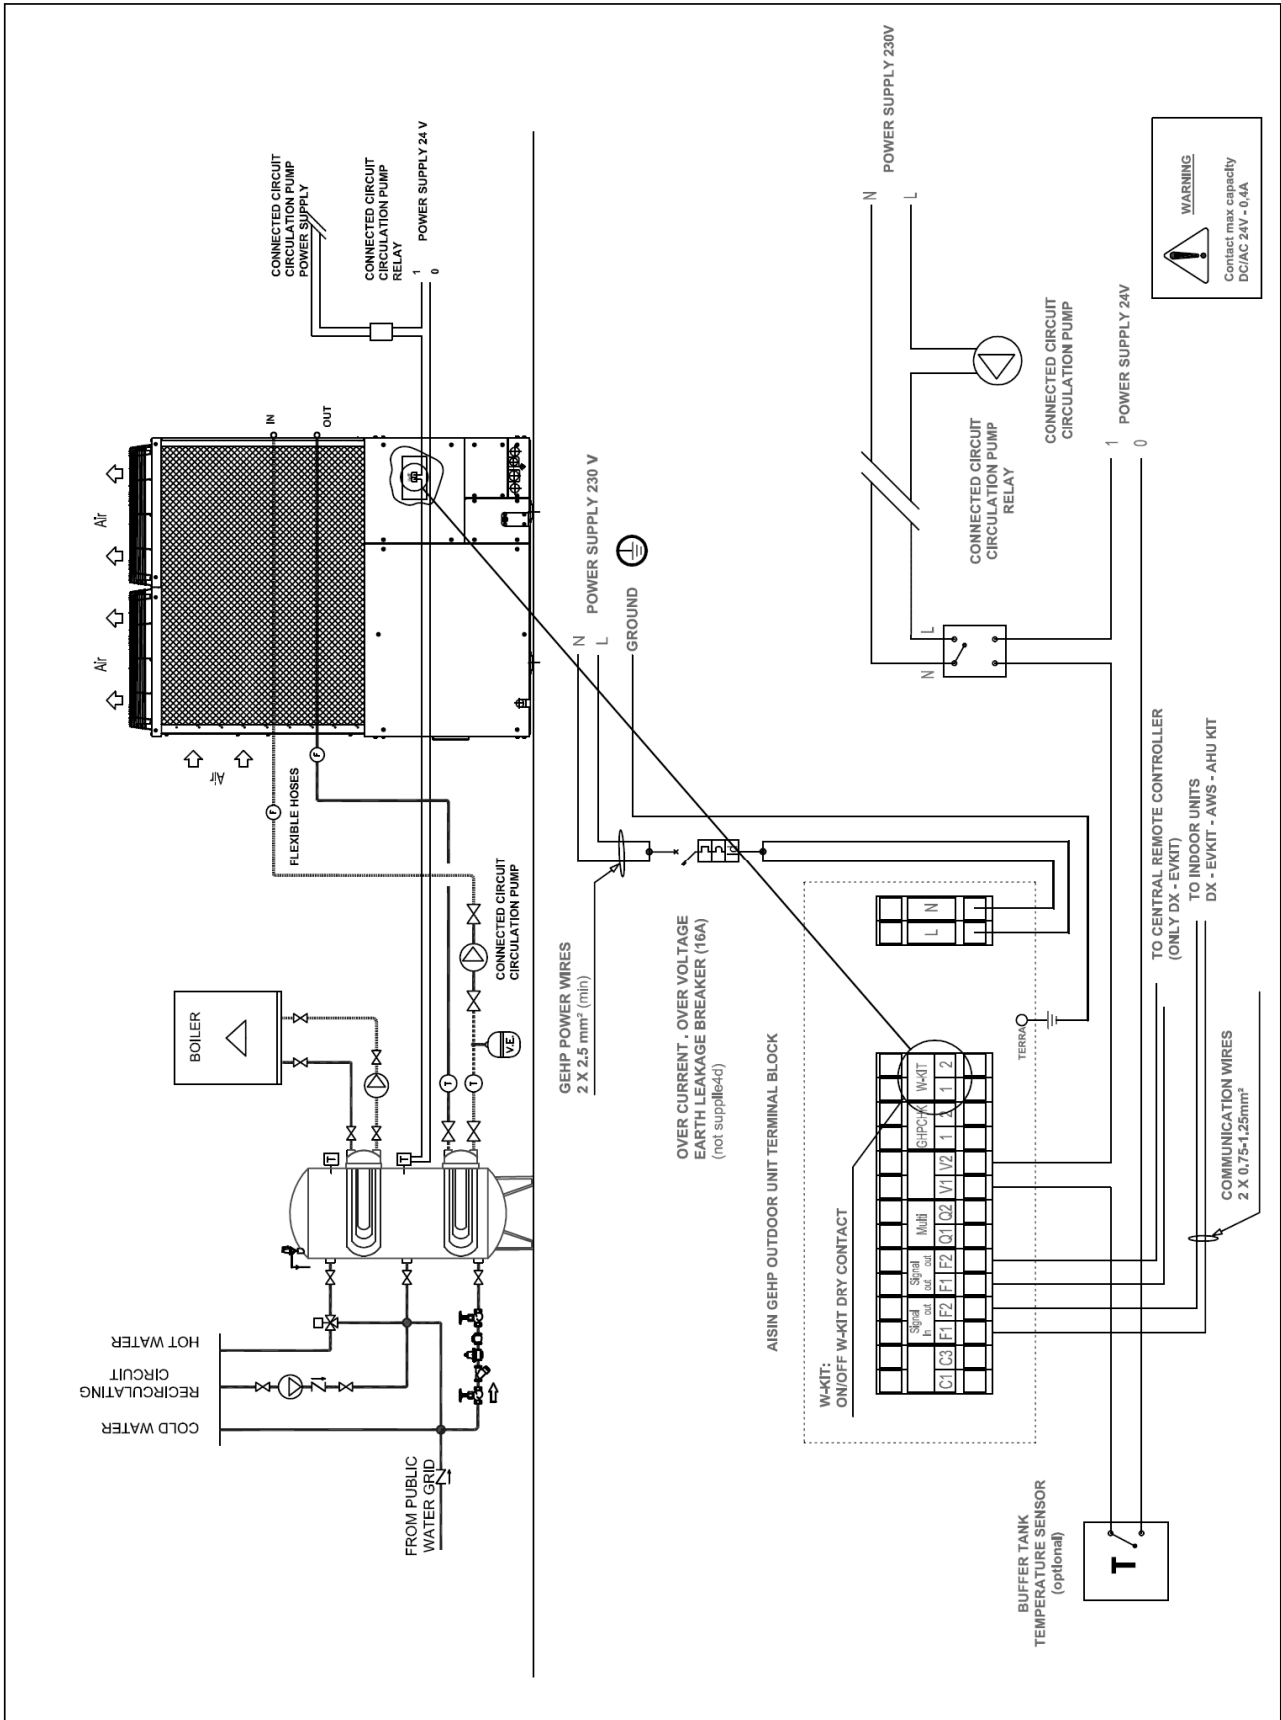 CONNECTED CIRCUIT
CIRCULATION PUMP
POWER SUPPLY
CONNECTED CIRCUIT
CIRCULATION PUMP
RELAY
POWER SUPPLY 24 V
1
0
IN
OUT
Air
Air
Air
F
F
FLEXIBLE HOSES
CONNECTED CIRCUIT
CIRCULATION PUMP
BOILER
V.E.
T
T
T
T
HOT WATER
RECIRCULATING
CIRCUIT
COLD WATER
FROM PUBLIC
WATER GRID
POWER SUPPLY 230V
N
L
WARNING
Contact max capacity
DC/AC 24V - 0,4A
CONNECTED CIRCUIT
CIRCULATION PUMP
POWER SUPPLY 24V
1
0
CONNECTED CIRCUIT
CIRCULATION PUMP
RELAY
L
N
POWER SUPPLY 230 V
N
L
GROUND
GEHP POWER WIRES
2 X 2.5 mm² (min)
OVER CURRENT . OVER VOLTAGE
EARTH LEAKAGE BREAKER (16A)
(not supplie4d)
AISIN GEHP OUTDOOR UNIT TERMINAL BLOCK
L N
TERRA
W-KIT:
ON/OFF W-KIT DRY CONTACT
Signal
In out
Signal
out out
Multi
GHPCHK
W-KIT
C1 C3 F1 F2 F1 F2 Q1 Q2 V1 V2 1 2 1 2
TO CENTRAL REMOTE CONTROLLER
(ONLY DX - EVKIT)
TO INDOOR UNITS
DX - EVKIT - AWS - AHU KIT
COMMUNICATION WIRES
2 X 0.75-1.25mm²
BUFFER TANK
TEMPERATURE SENSOR
(optional)
T